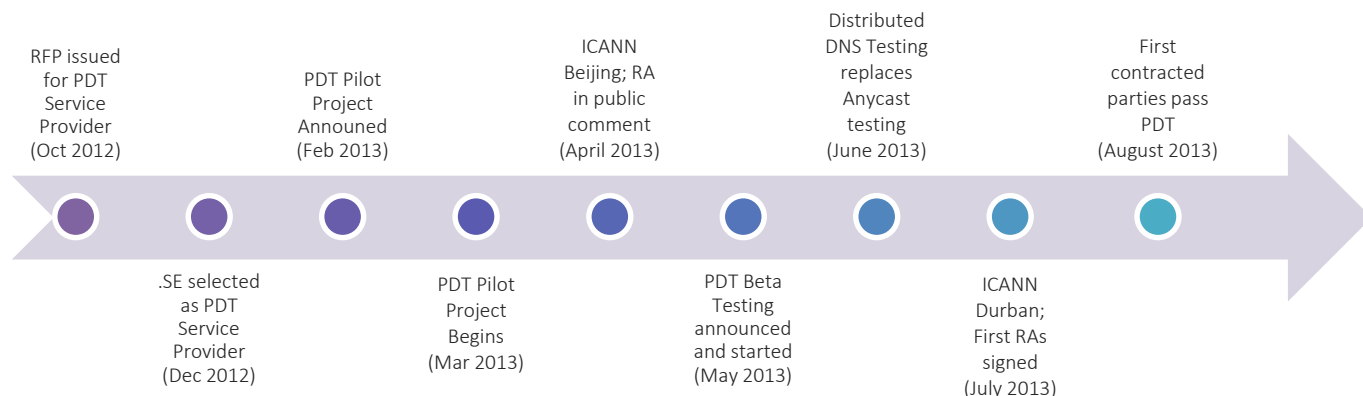 RFP issued
for PDT
Service
Provider
(Oct 2012)
.SE selected
as PDT
Service
Provider
(Dec 2012)
PDT Pilot
Project
Announed
(Feb 2013)
PDT Pilot
Project
Begins
(Mar 2013)
ICANN
Beijing; RA
in public
comment
(April 2013)
PDT Beta
Testing
announced
and started
(May 2013)
Distributed
DNS Testing
replaces
Anycast
testing
(June 2013)
ICANN
Durban;
First RAs
signed
(July 2013)
First
contracted
parties pass
PDT
(August 2013)